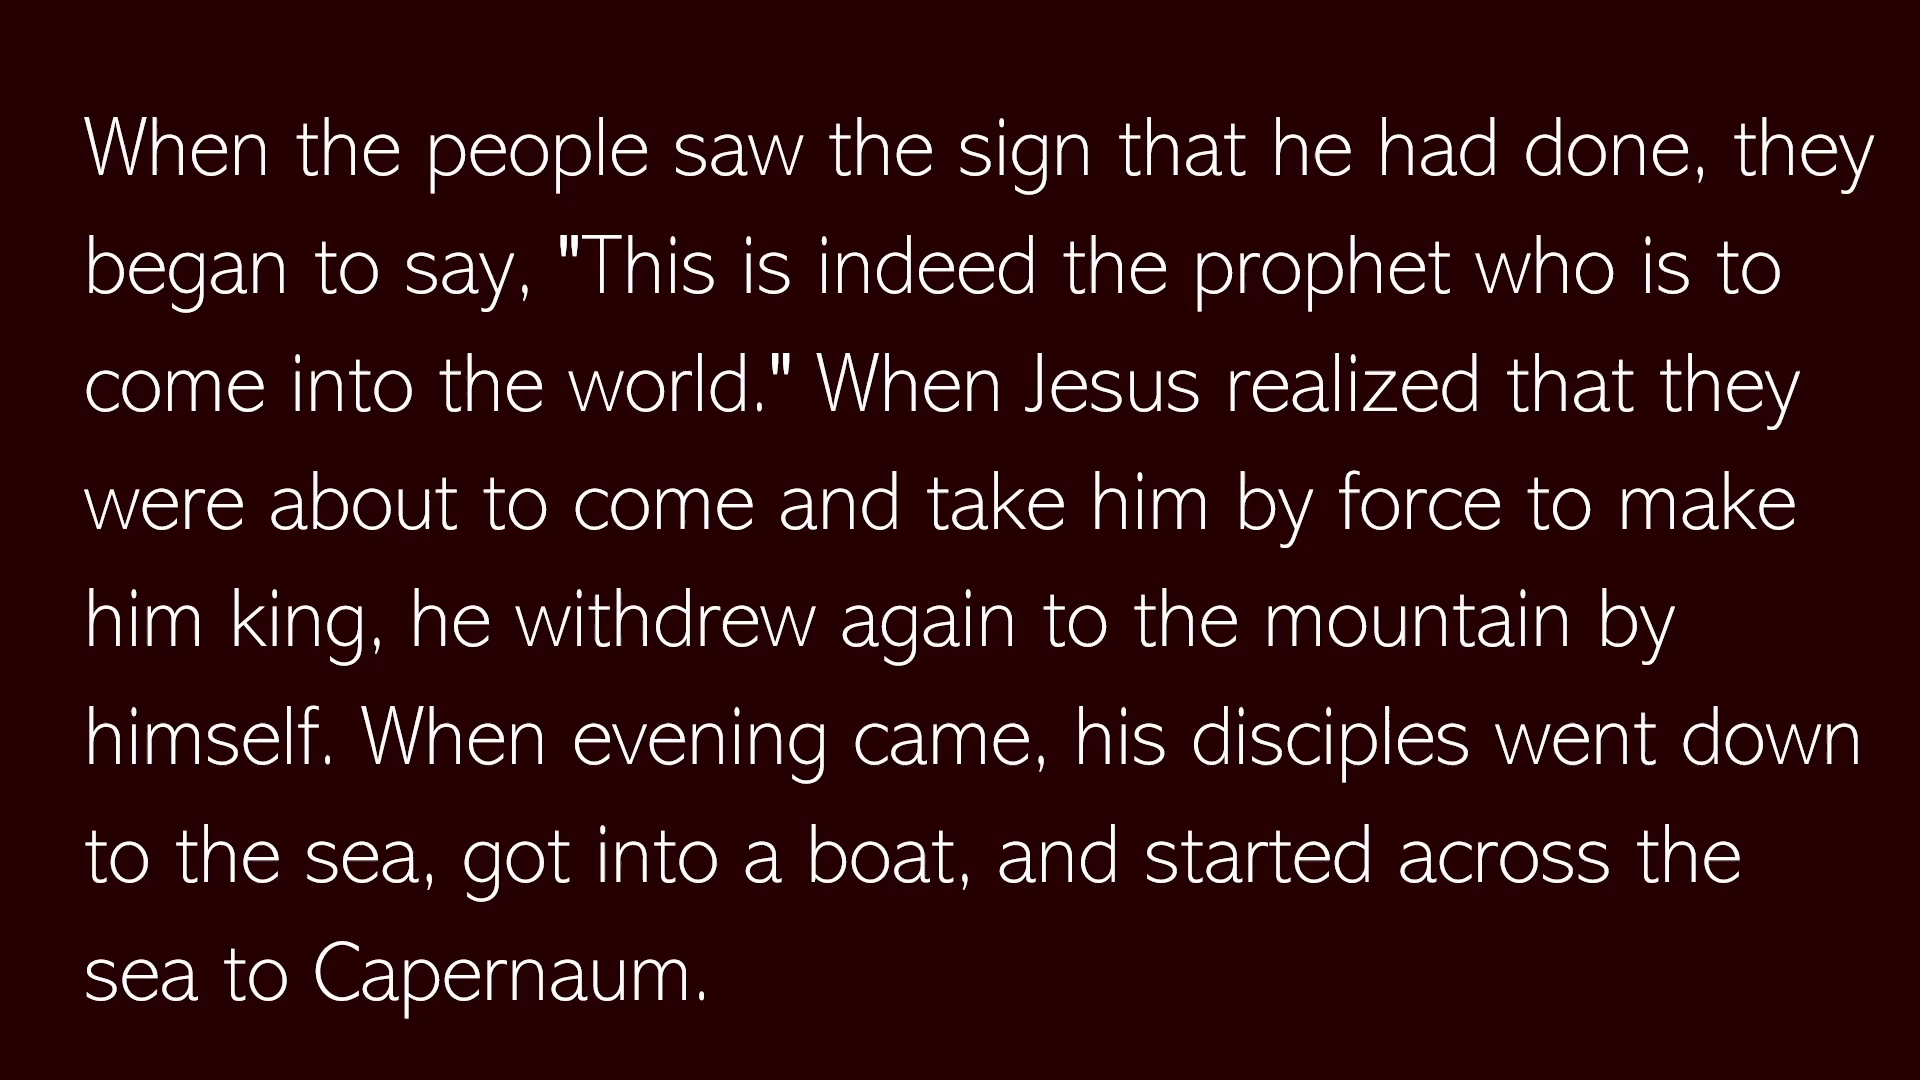 When the people saw the sign that he had done, they
began to say, "This is indeed the prophet who is to
come into the world." When Jesus realized that they
were about to come and take him by force to make
him king, he withdrew again to the mountain by
himself. When evening came, his disciples went down
to the sea, got into a boat, and started across the
sea to Capernaum.